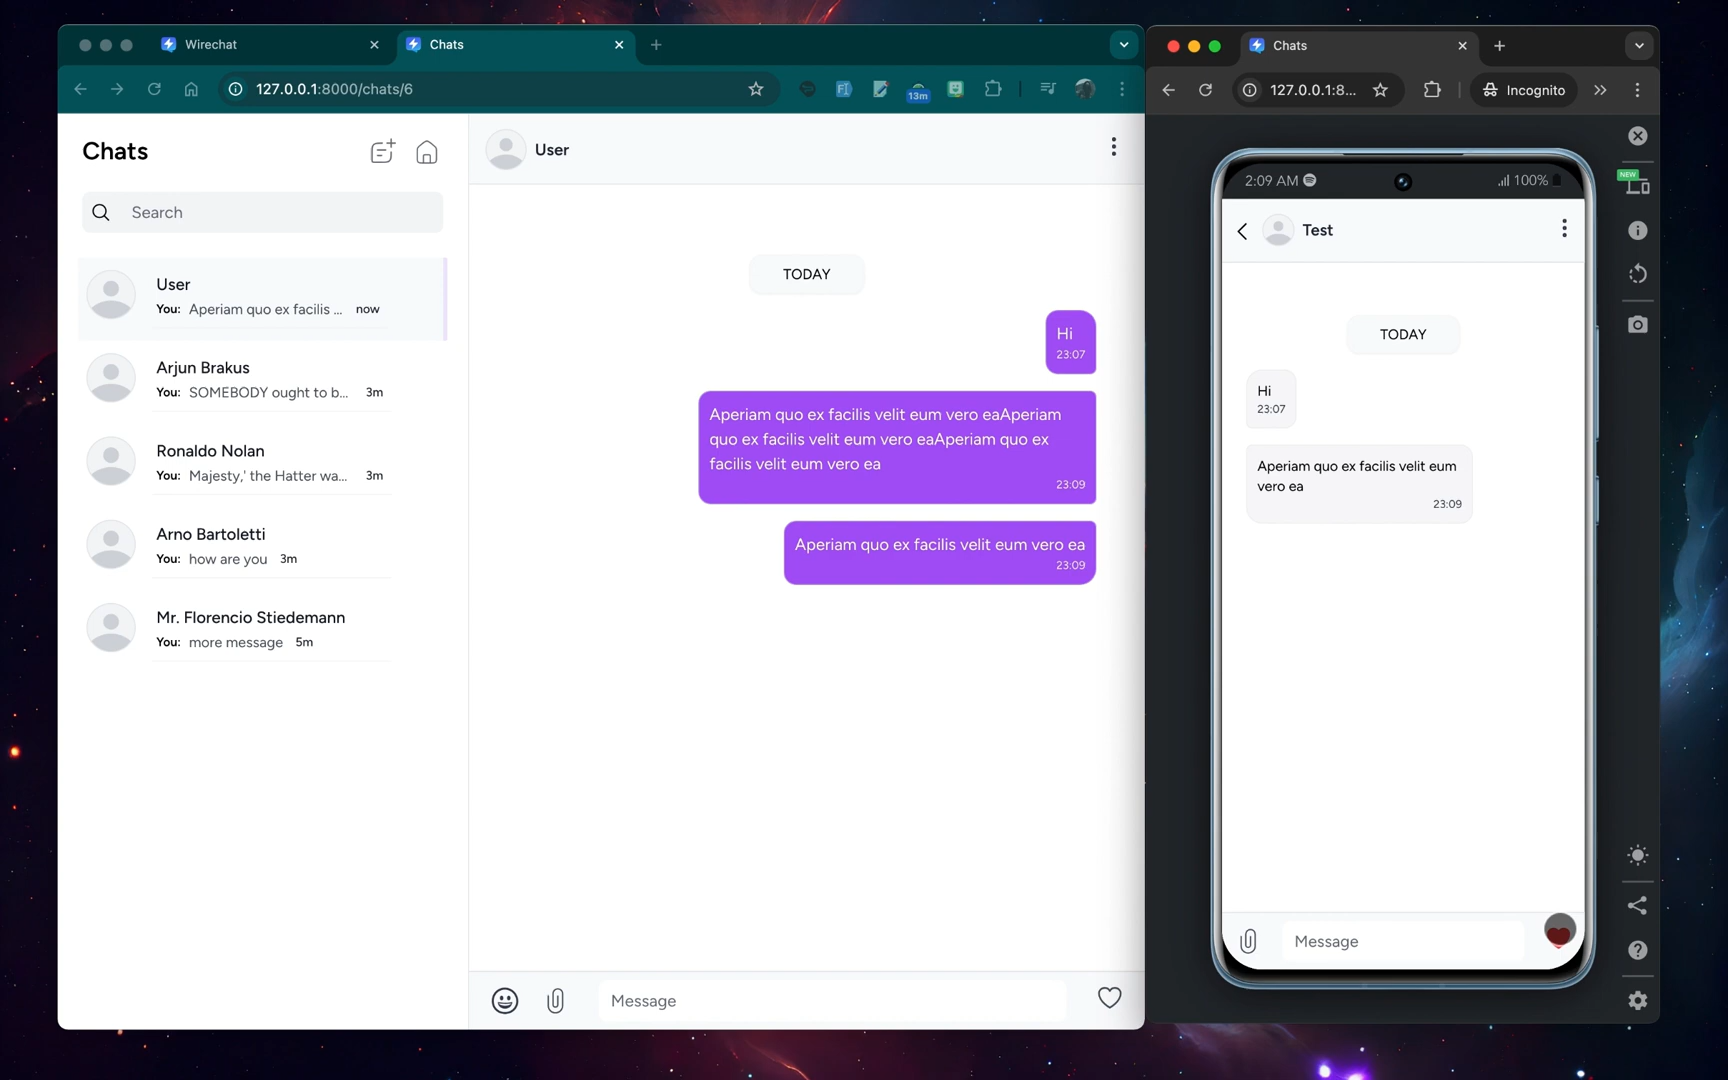 Wirechat
Chats
127.0.0.1:8000/chats/6
13m
Chats
Search
User
You: Aperiam quo ex facilis ... now
Arjun Brakus
You: SOMEBODY ought to b... 3m
Ronaldo Nolan
You: Majesty,' the Hatter wa... 3m
Arno Bartoletti
You: how are you 3m
Mr. Florencio Stiedemann
You: more message 5m
User
TODAY
Hi
23:07
Aperiam quo ex facilis velit eum vero eaAperiam
quo ex facilis velit eum vero eaAperiam quo ex
facilis velit eum vero ea
23:09
Aperiam quo ex facilis velit eum vero ea
23:09
Message
Chats
127.0.0.1:8...
Incognito
NEW
2:09 AM
100%
Test
TODAY
Hi
23:07
Aperiam quo ex facilis velit eum
vero ea
23:09
Message